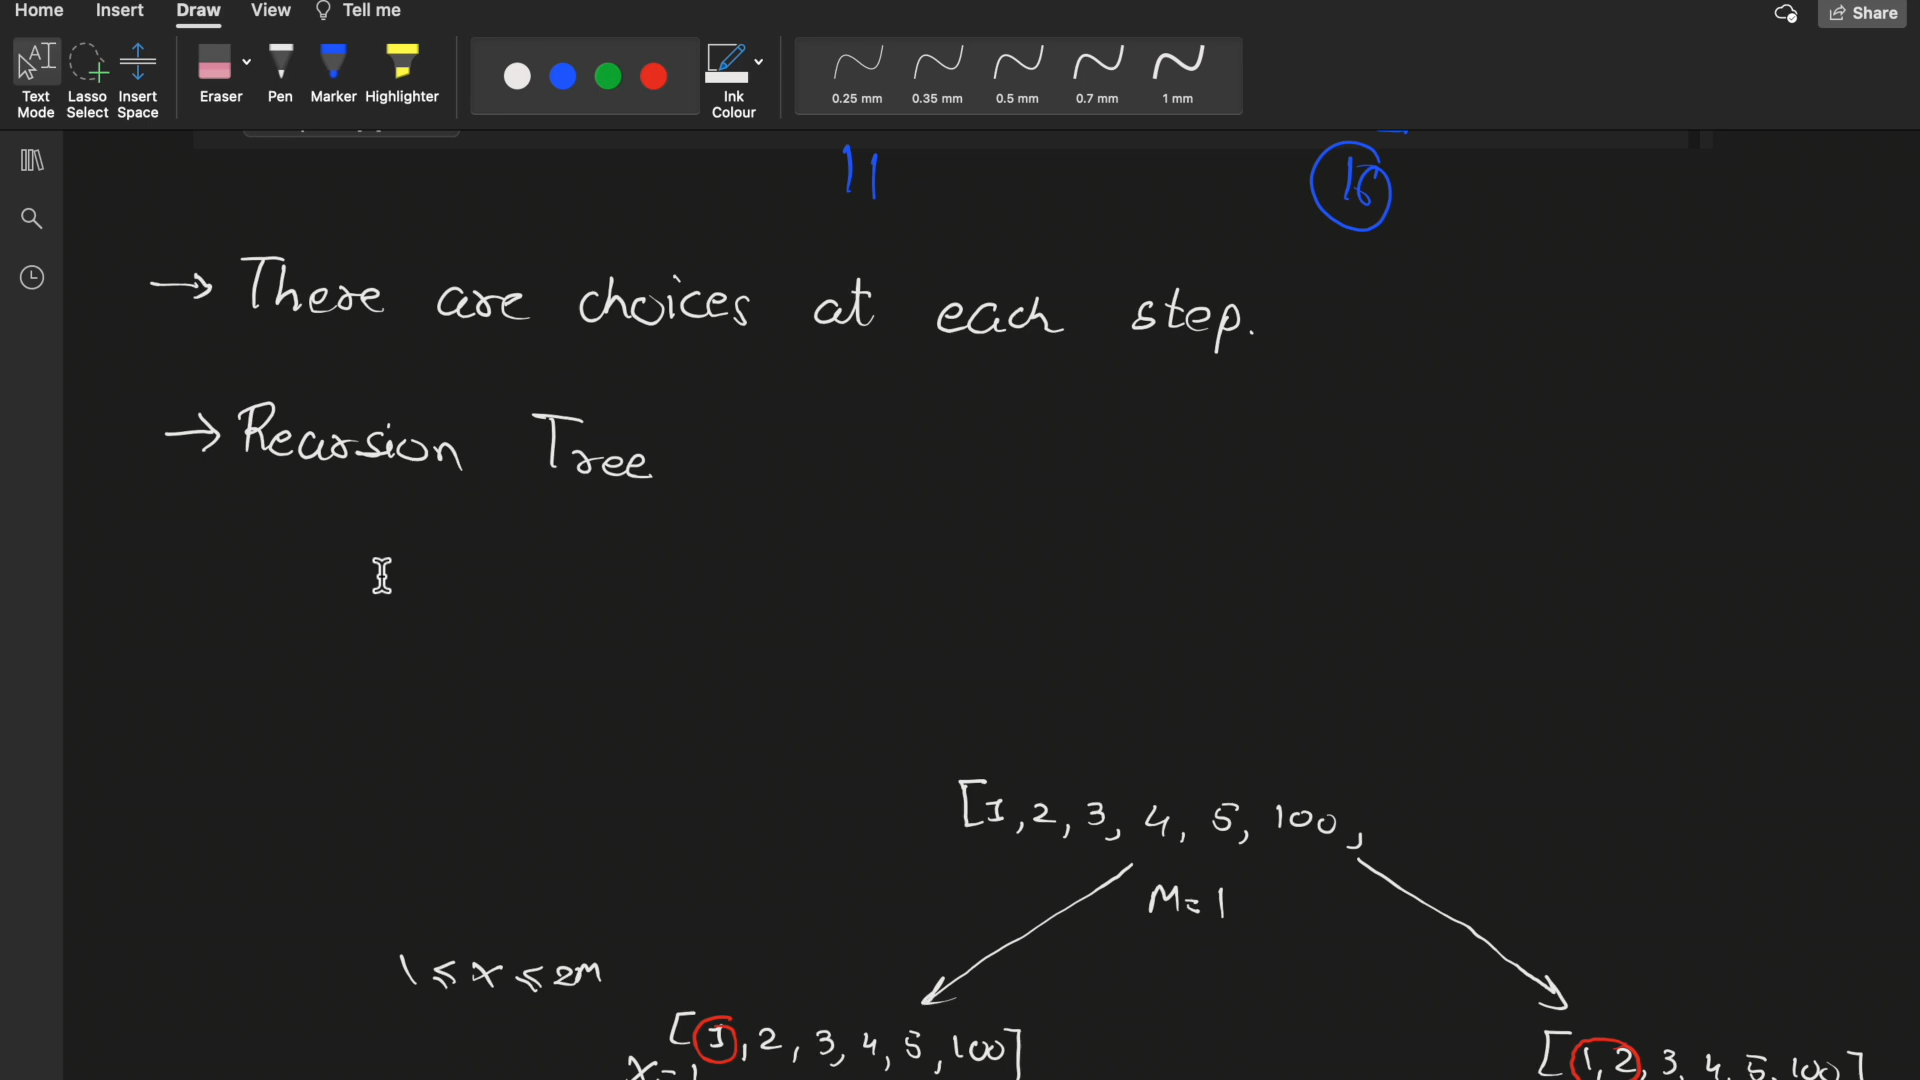 Home Insert Draw View Tell me Share
Text Mode
Lasso Select
Insert Space
Eraser
Pen
Marker
Highlighter
Ink Colour
0.25 mm 0.35 mm 0.5 mm 0.7 mm 1 mm
11 16
→ There are choices at each step.
→ Recursion Tree
[1, 2, 3, 4, 5, 100,
M = 1
1 ≤ x ≤ 2M
[1, 2, 3, 4, 5, 100] [1, 2, 3, 4, 5, 100]
X=1